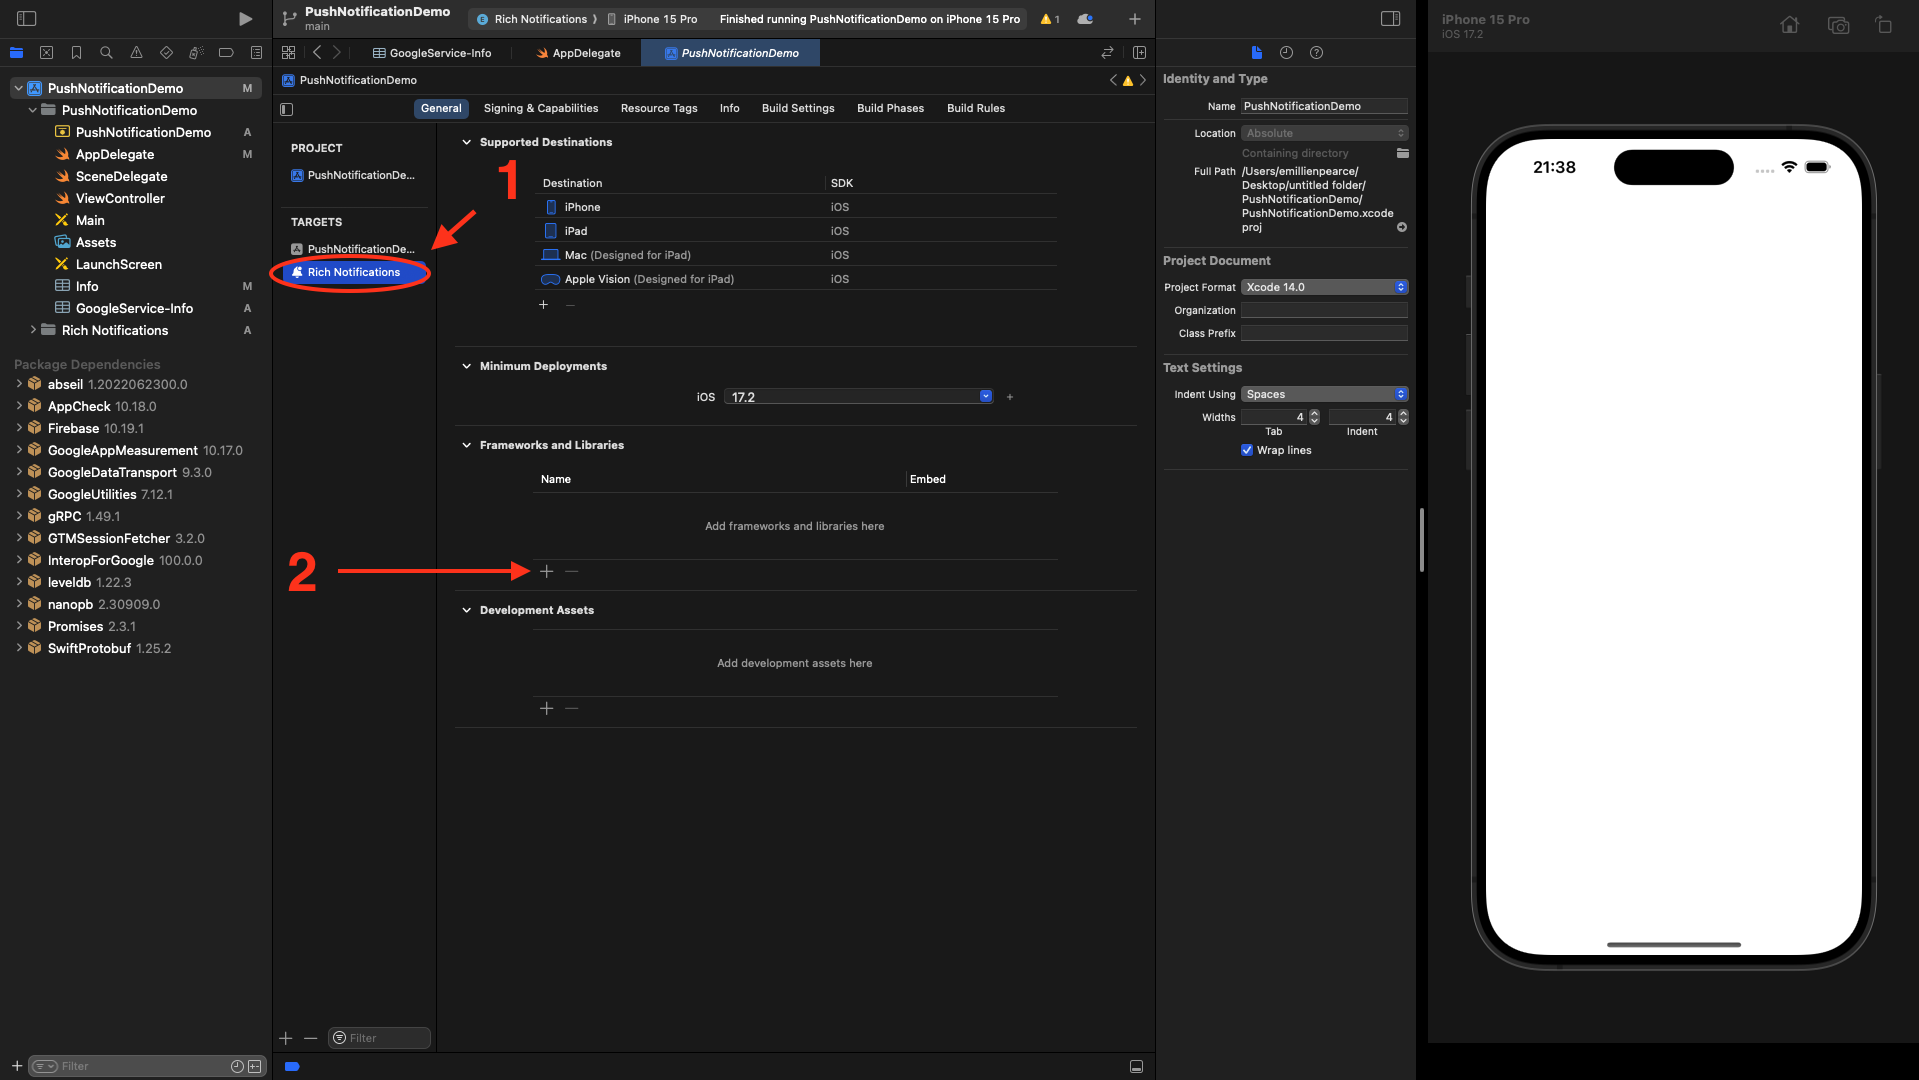 PushNotificationDemo
main
Rich Notifications ⟩ iPhone 15 Pro
Finished running PushNotificationDemo on iPhone 15 Pro
1
GoogleService-Info
AppDelegate
PushNotificationDemo
PushNotificationDemo
General
Signing & Capabilities
Resource Tags
Info
Build Settings
Build Phases
Build Rules
PushNotificationDemo M
PushNotificationDemo
PushNotificationDemo A
AppDelegate M
SceneDelegate
ViewController
Main
Assets
LaunchScreen
Info M
GoogleService-Info A
Rich Notifications A
Package Dependencies
abseil 1.2022062300.0
AppCheck 10.18.0
Firebase 10.19.1
GoogleAppMeasurement 10.17.0
GoogleDataTransport 9.3.0
GoogleUtilities 7.12.1
gRPC 1.49.1
GTMSessionFetcher 3.2.0
InteropForGoogle 100.0.0
leveldb 1.22.3
nanopb 2.30909.0
Promises 2.3.1
SwiftProtobuf 1.25.2
Filter
PROJECT
PushNotificationDe...
TARGETS
PushNotificationDe...
Rich Notifications
1
2
Filter
Supported Destinations
Destination SDK
iPhone iOS
iPad iOS
Mac (Designed for iPad) iOS
Apple Vision (Designed for iPad) iOS
Minimum Deployments
iOS 17.2
Frameworks and Libraries
Name Embed
Add frameworks and libraries here
Development Assets
Add development assets here
Identity and Type
Name PushNotificationDemo
Location Absolute
Containing directory
Full Path /Users/emillienpearce/
Desktop/untitled folder/
PushNotificationDemo/
PushNotificationDemo.xcode
proj
Project Document
Project Format Xcode 14.0
Organization
Class Prefix
Text Settings
Indent Using Spaces
Widths 4 4
Tab Indent
Wrap lines
iPhone 15 Pro
iOS 17.2
21:38